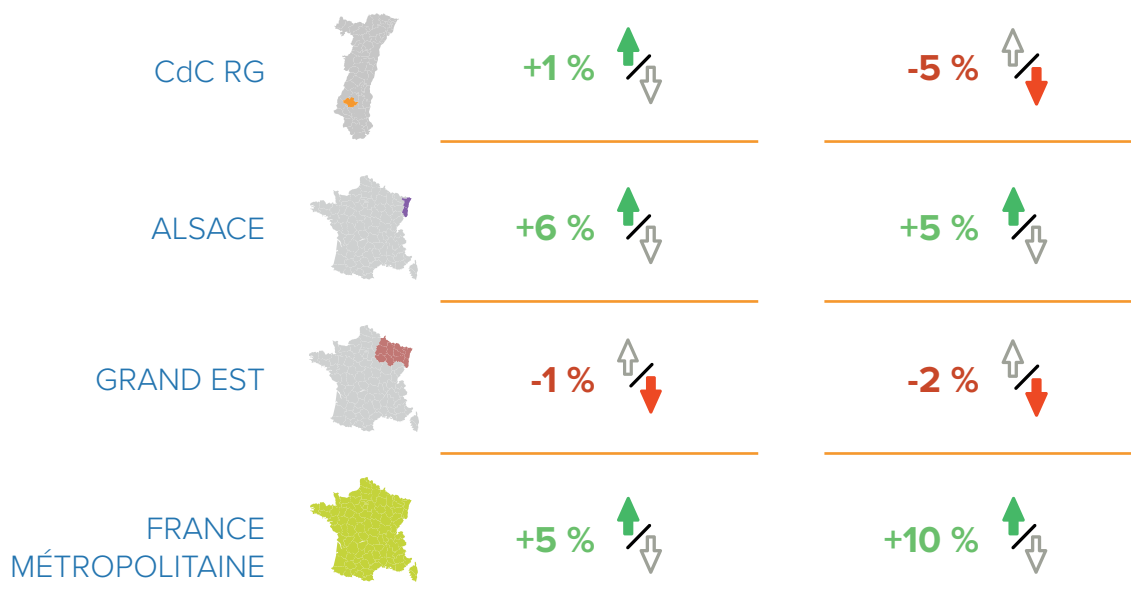 CdC RG
+1 %
-5 %
ALSACE
+6 %
+5 %
GRAND EST
-1 %
-2 %
FRANCE
MÉTROPOLITAINE
+5 %
+10 %